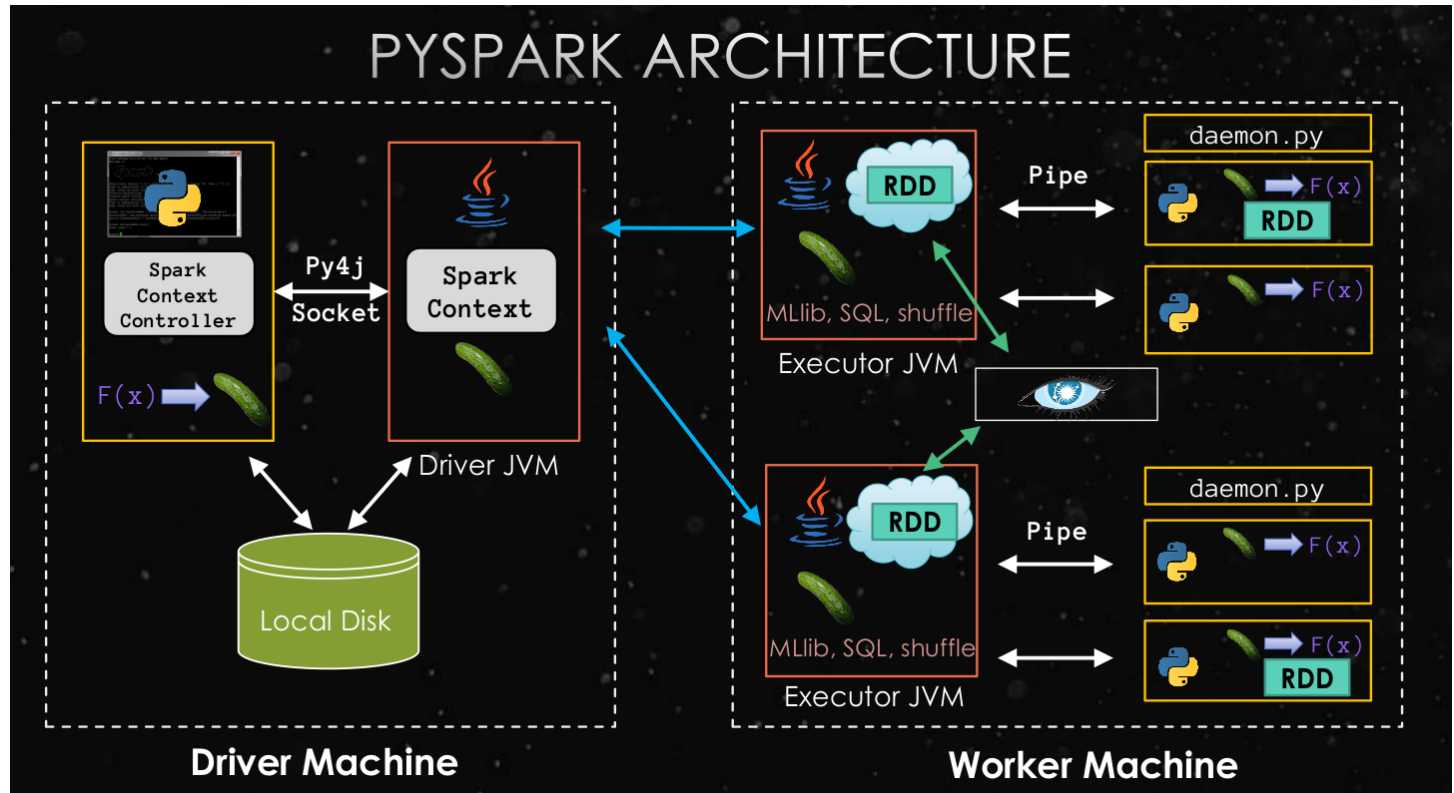 PYSPARK ARCHITECTURE
Spark
Context
Controller
F(x)
Py4j
Socket
Spark
Context
Driver JVM
Local Disk
Driver Machine
RDD
MLlib, SQL, shuffle
Executor JVM
Pipe
daemon.py
F(x)
RDD
F(x)
RDD
MLlib, SQL, shuffle
Executor JVM
Pipe
daemon.py
F(x)
F(x)
RDD
Worker Machine